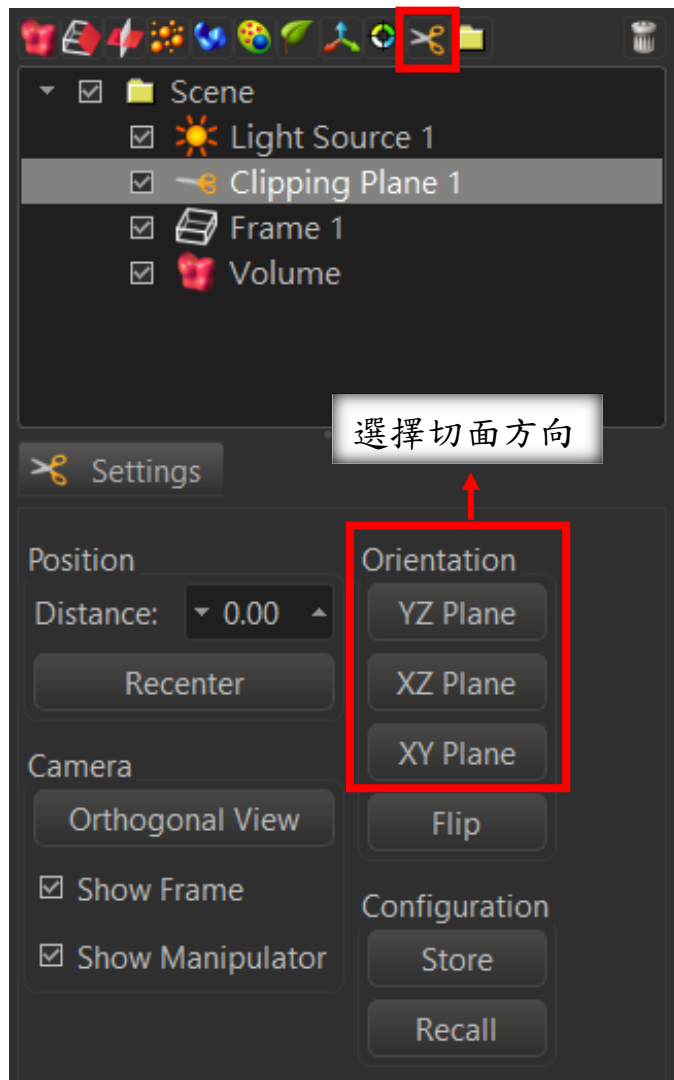 Scene
Light Source 1
Clipping Plane 1
Frame 1
Volume
選擇切面方向
Settings
Position
Distance: 0.00
Recenter
Camera
Orthogonal View
Show Frame
Show Manipulator
Orientation
YZ Plane
XZ Plane
XY Plane
Flip
Configuration
Store
Recall